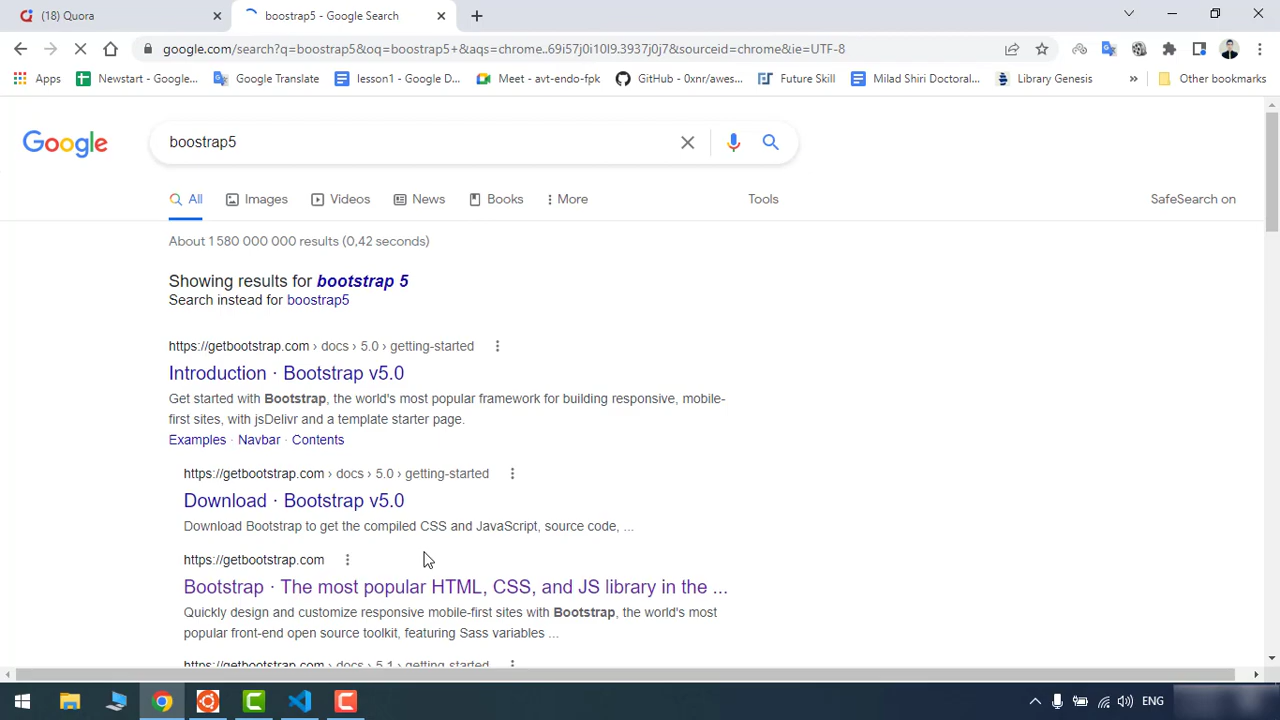 (18) Quora
boostrap5 - Google Search
google.com/search?q=boostrap5&oq=boostrap5+&aqs=chrome..69i57j0i10l9.3937j0j7&sourceid=chrome&ie=UTF-8
Apps
Newstart - Google...
Google Translate
lesson1 - Google D...
Meet - avt-endo-fpk
GitHub - 0xnr/awes...
Future Skill
Milad Shiri Doctoral...
Library Genesis
»
Other bookmarks
Google
boostrap5
All
Images
Videos
News
Books
More
Tools
SafeSearch on
About 1 580 000 000 results (0,42 seconds)
Showing results for bootstrap 5
Search instead for boostrap5
https://getbootstrap.com › docs › 5.0 › getting-started
Introduction · Bootstrap v5.0
Get started with Bootstrap, the world's most popular framework for building responsive, mobile-
first sites, with jsDelivr and a template starter page.
Examples · Navbar · Contents
https://getbootstrap.com › docs › 5.0 › getting-started
Download · Bootstrap v5.0
Download Bootstrap to get the compiled CSS and JavaScript, source code, ...
https://getbootstrap.com
Bootstrap · The most popular HTML, CSS, and JS library in the ...
Quickly design and customize responsive mobile-first sites with Bootstrap, the world's most
popular front-end open source toolkit, featuring Sass variables ...
https://getbootstrap.com › docs › 5.1 › getting-started
ENG